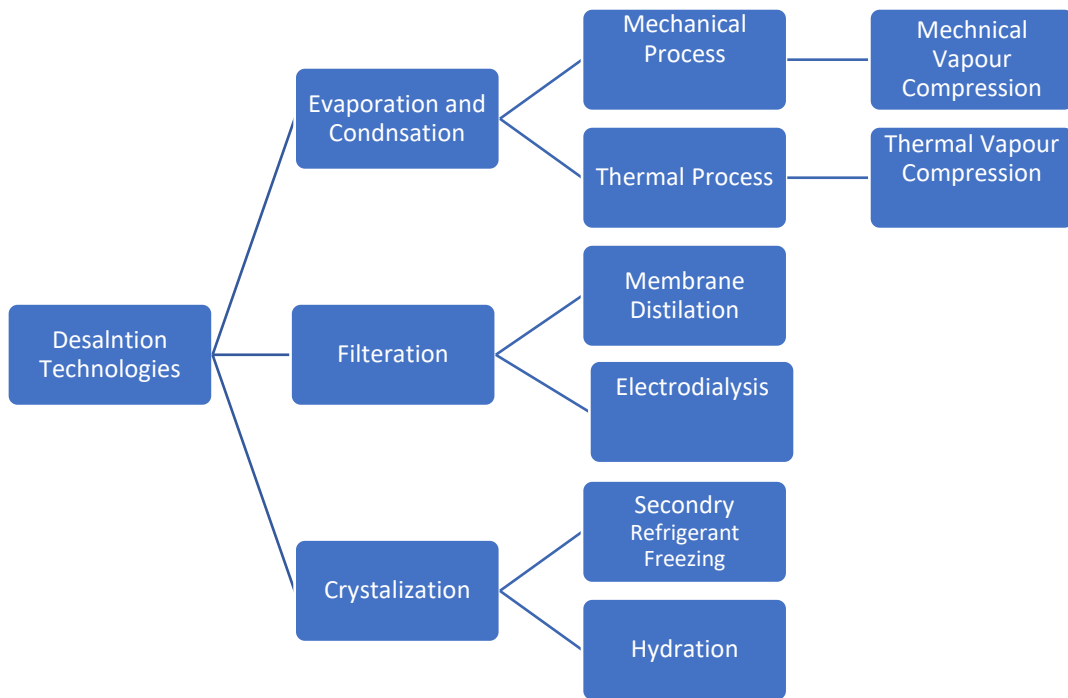 Desalntion
Technologies
Evaporation and
Condnsation
Mechanical
Process
Mechnical
Vapour
Compression
Thermal Process
Thermal Vapour
Compression
Filteration
Membrane
Distilation
Electrodialysis
Crystalization
Secondry
Refrigerant
Freezing
Hydration